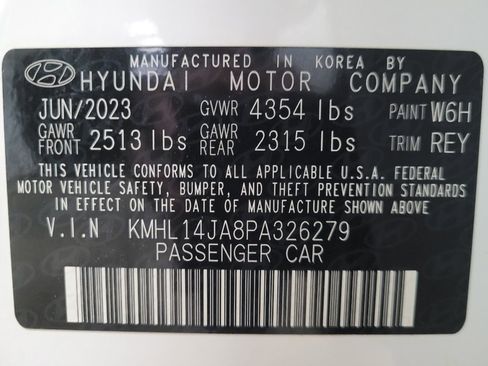 MANUFACTURED IN KOREA BY
HYUNDAI MOTOR COMPANY
JUN/2023 GVWR 4354 lbs PAINT W6H
GAWR FRONT 2513 lbs GAWR REAR 2315 lbs TRIM REY
THIS VEHICLE CONFORMS TO ALL APPLICABLE U.S.A. FEDERAL
MOTOR VEHICLE SAFETY, BUMPER, AND THEFT PREVENTION STANDARDS
IN EFFECT ON THE DATE OF MANUFACTURE SHOWN ABOVE
V.I.N KMHL14JA8PA326279
PASSENGER CAR